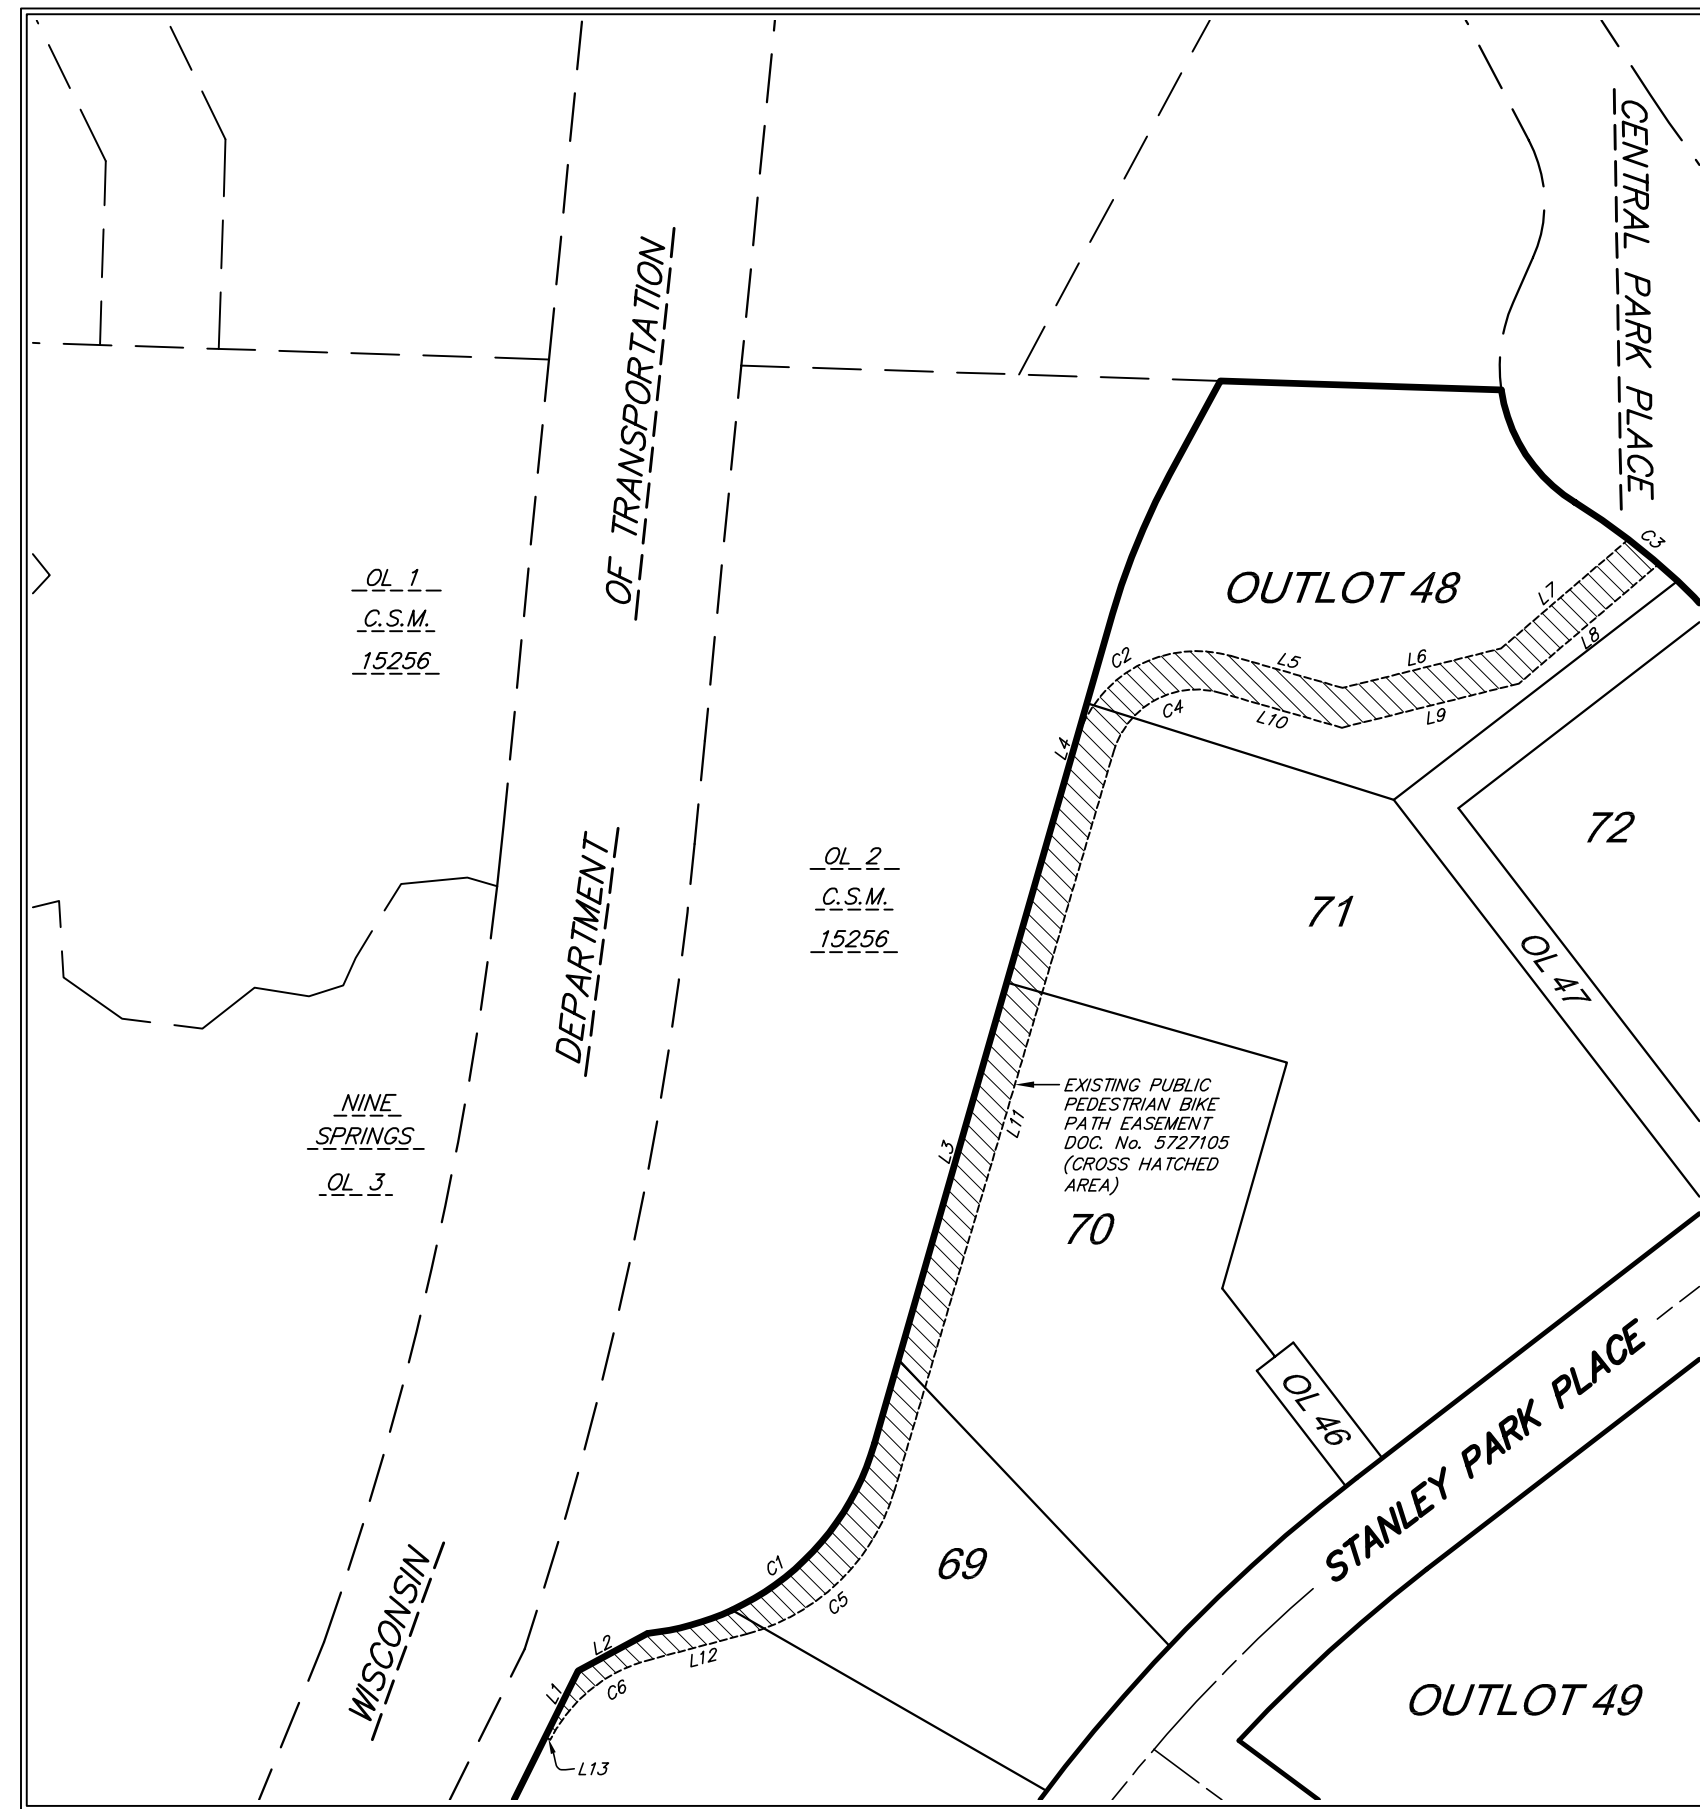 CENTRAL PARK PLACE
OF TRANSPORTATION
C3
OL 1
C.S.M.
15256
OUTLOT 48
L7
L8
C2
L5
L6
C4
L10
L9
L4
72
OL 2
C.S.M.
15256
71
OL 47
DEPARTMENT
NINE
SPRINGS
OL 3
EXISTING PUBLIC
PEDESTRIAN BIKE
PATH EASEMENT
DOC. No. 5727105
(CROSS HATCHED
AREA)
L11
L3
70
OL 46
STANLEY PARK PLACE
69
C1
C5
WISCONSIN
L2
L12
L1
C6
OUTLOT 49
L13